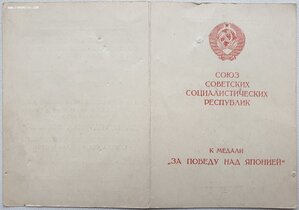 СОЮЗ
СОВЕТСКИХ
СОЦИАЛИСТИЧЕСКИХ
РЕСПУБЛИК
К МЕДАЛИ
„ЗА ПОБЕДУ НАД ЯПОНИЕЙ“